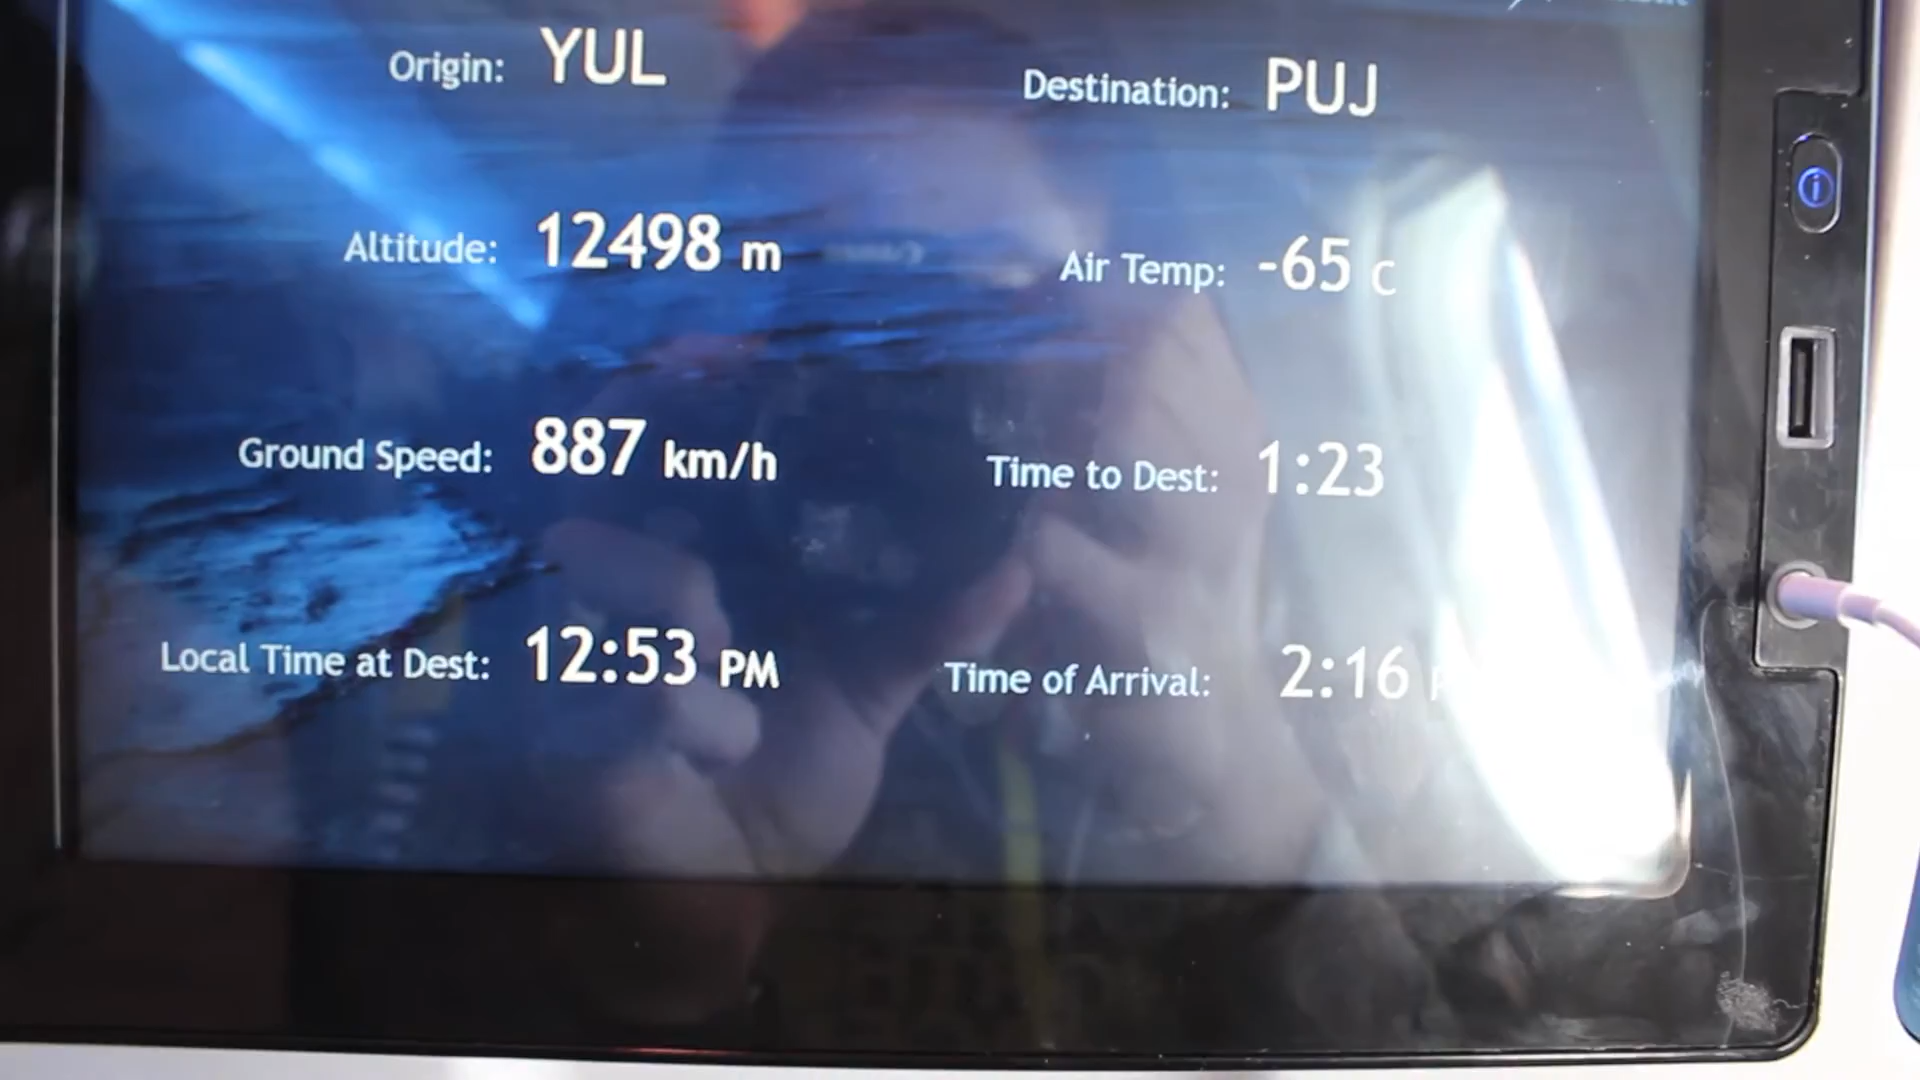 Origin: YUL
Destination: PUJ
Altitude: 12498 m
Air Temp: -65 C
Ground Speed: 887 km/h
Time to Dest: 1:23
Local Time at Dest: 12:53 PM
Time of Arrival: 2:16